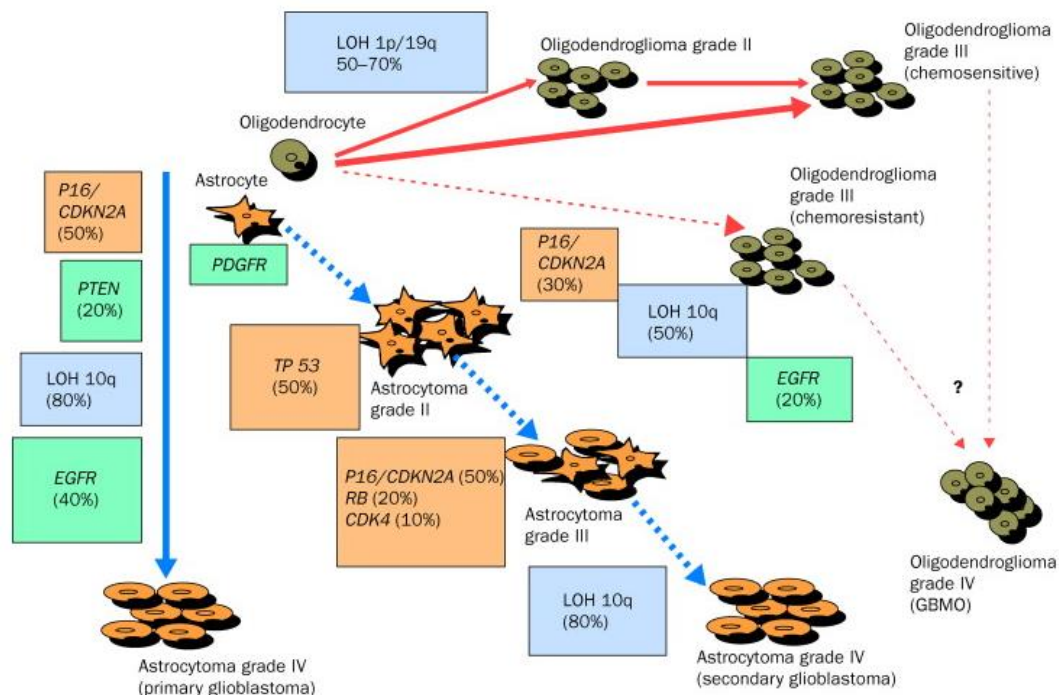 LOH 1p/19q
50–70%
Oligodendroglioma grade II
Oligodendroglioma
grade III
(chemosensitive)
Oligodendrocyte
Astrocyte
P16/
CDKN2A
(50%)
PTEN
(20%)
LOH 10q
(80%)
EGFR
(40%)
Astrocytoma grade IV
(primary glioblastoma)
PDGFR
TP 53
(50%)
Astrocytoma
grade II
P16/CDKN2A (50%)
RB (20%)
CDK4 (10%)
Astrocytoma
grade III
LOH 10q
(80%)
Astrocytoma grade IV
(secondary glioblastoma)
Oligodendroglioma
grade III
(chemoresistant)
P16/
CDKN2A
(30%)
LOH 10q
(50%)
EGFR
(20%)
?
Oligodendroglioma
grade IV
(GBMO)